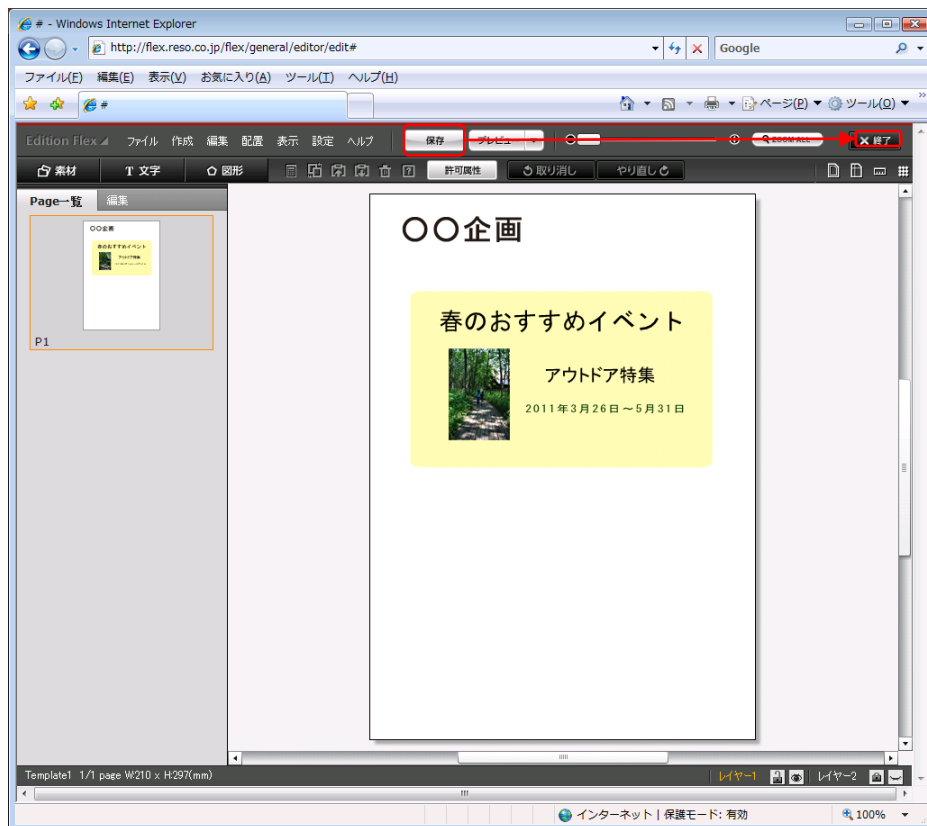 # - Windows Internet Explorer
http://flex.reso.co.jp/flex/general/editor/edit#
Google
ファイル(F) 編集(E) 表示(V) お気に入り(A) ツール(T) ヘルプ(H)
#
ページ(P) ツール(O)
Edition Flex ファイル 作成 編集 配置 表示 設定 ヘルプ 保存 プレビュー ZOOM ALL 終了
素材 T 文字 図形 許可属性 取り消し やり直し
Page一覧 編集
〇〇企画
春のおすすめイベント
アウトドア特集
P1
〇〇企画
春のおすすめイベント
アウトドア特集
2011年3月26日～5月31日
Template1 1/1 page W:210 x H:297(mm)
レイヤー1 レイヤー2
インターネット | 保護モード: 有効
100%